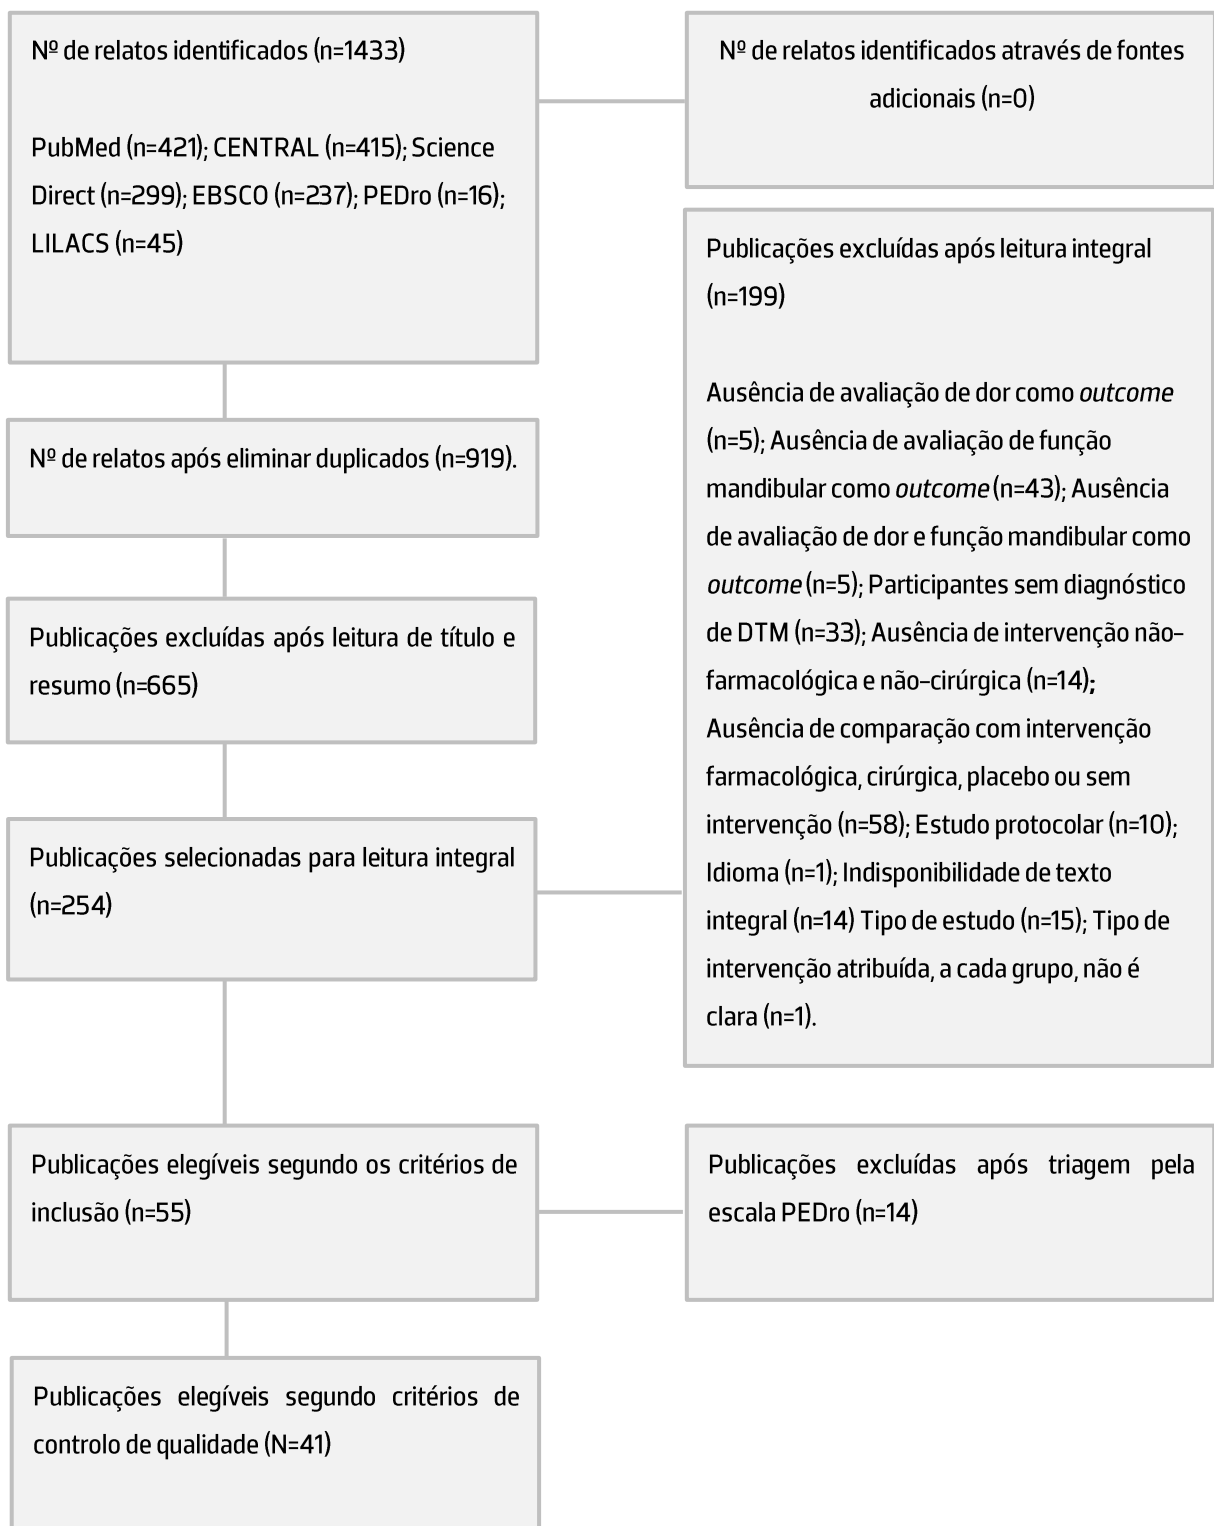 Nº de relatos identificados (n=1433)
PubMed (n=421); CENTRAL (n=415); Science
Direct (n=299); EBSCO (n=237); PEDro (n=16);
LILACS (n=45)
Nº de relatos identificados através de fontes
adicionais (n=0)
Nº de relatos após eliminar duplicados (n=919).
Publicações excluídas após leitura de título e
resumo (n=665)
Publicações selecionadas para leitura integral
(n=254)
Publicações excluídas após leitura integral
(n=199)
Ausência de avaliação de dor como outcome
(n=5); Ausência de avaliação de função
mandibular como outcome (n=43); Ausência
de avaliação de dor e função mandibular como
outcome (n=5); Participantes sem diagnóstico
de DTM (n=33); Ausência de intervenção não-
farmacológica e não-cirúrgica (n=14);
Ausência de comparação com intervenção
farmacológica, cirúrgica, placebo ou sem
intervenção (n=58); Estudo protocolar (n=10);
Idioma (n=1); Indisponibilidade de texto
integral (n=14) Tipo de estudo (n=15); Tipo de
intervenção atribuída, a cada grupo, não é
clara (n=1).
Publicações elegíveis segundo os critérios de
inclusão (n=55)
Publicações excluídas após triagem pela
escala PEDro (n=14)
Publicações elegíveis segundo critérios de
controlo de qualidade (N=41)